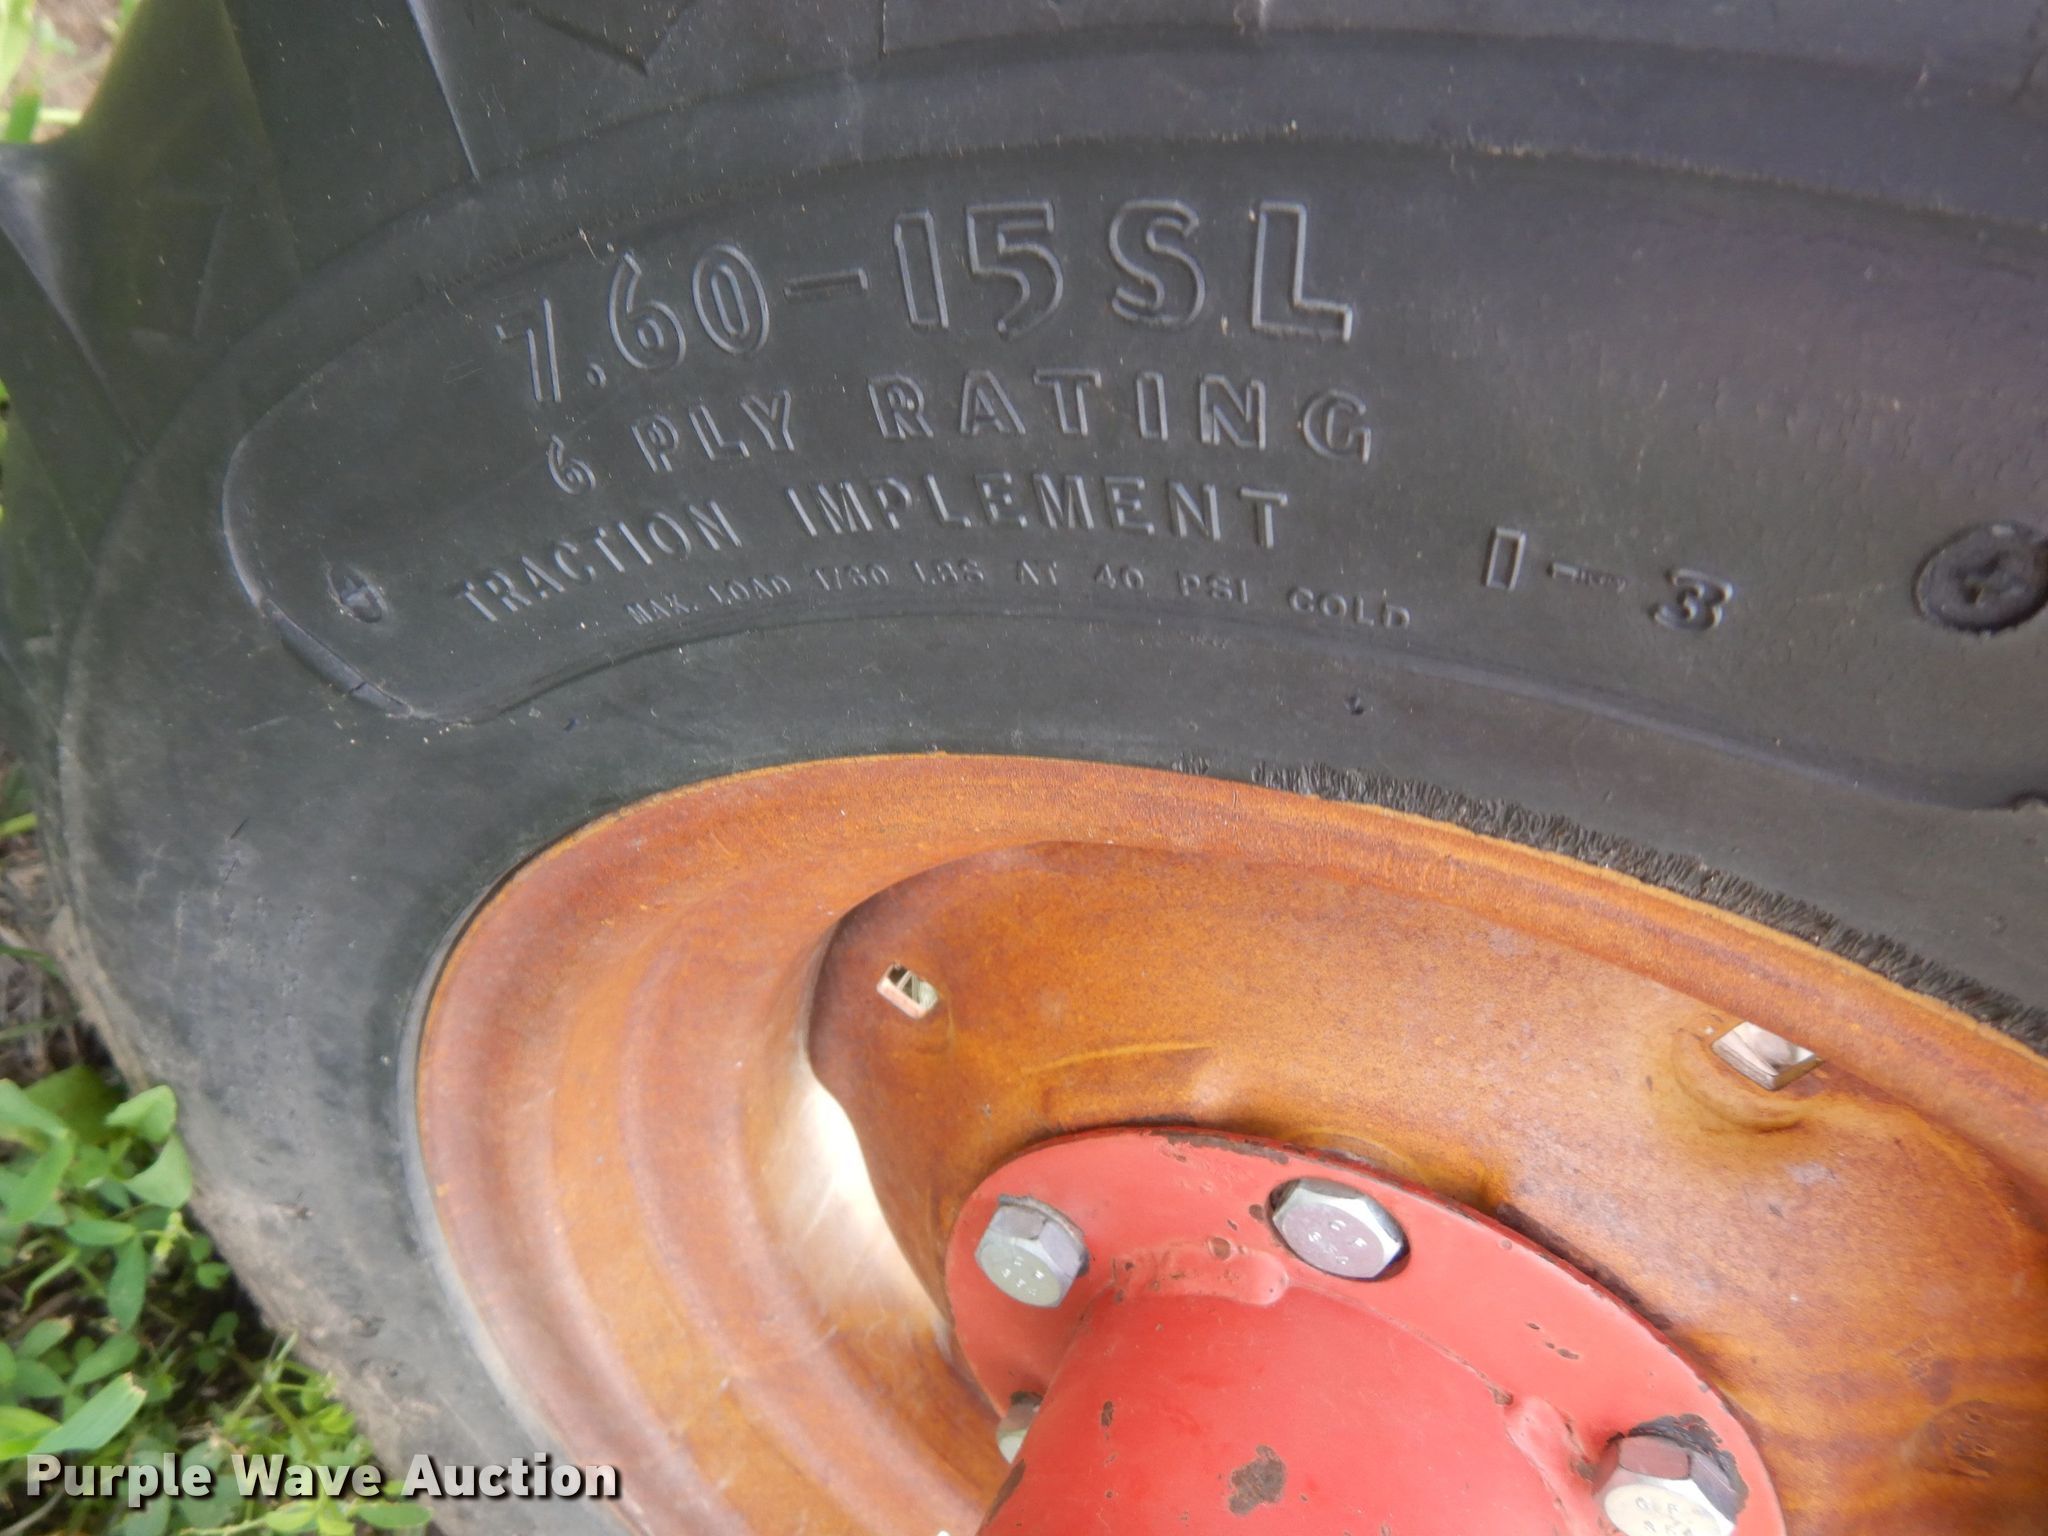 7.60-15SL
6 PLY RATING
TRACTION IMPLEMENT
I-3
MAX. LOAD 1760 LBS AT 40 PSI COLD
Purple Wave Auction